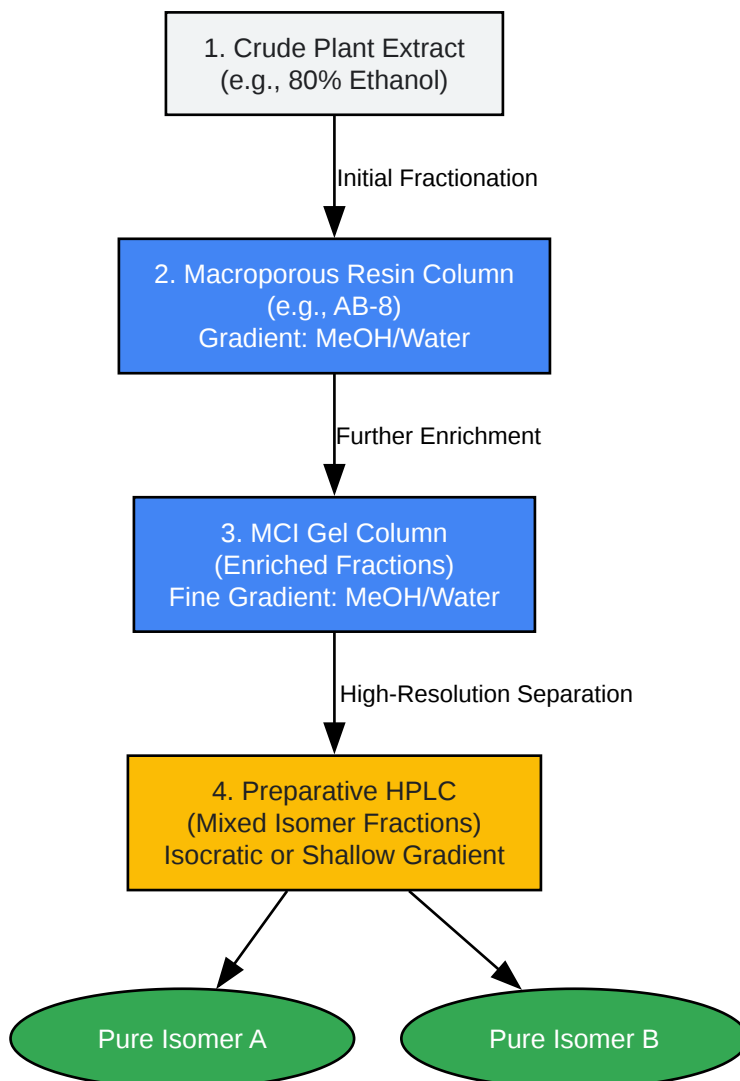 1. Crude Plant Extract
(e.g., 80% Ethanol)
Initial Fractionation
2. Macroporous Resin Column
(e.g., AB-8)
Gradient: MeOH/Water
Further Enrichment
3. MCI Gel Column
(Enriched Fractions)
Fine Gradient: MeOH/Water
High-Resolution Separation
4. Preparative HPLC
(Mixed Isomer Fractions)
Isocratic or Shallow Gradient
Pure Isomer A
Pure Isomer B